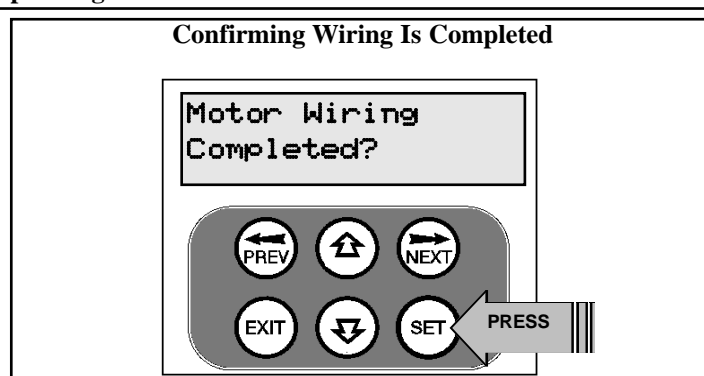 Confirming Wiring Is Completed
Motor Wiring
Completed?
PREV
NEXT
EXIT
SET
PRESS